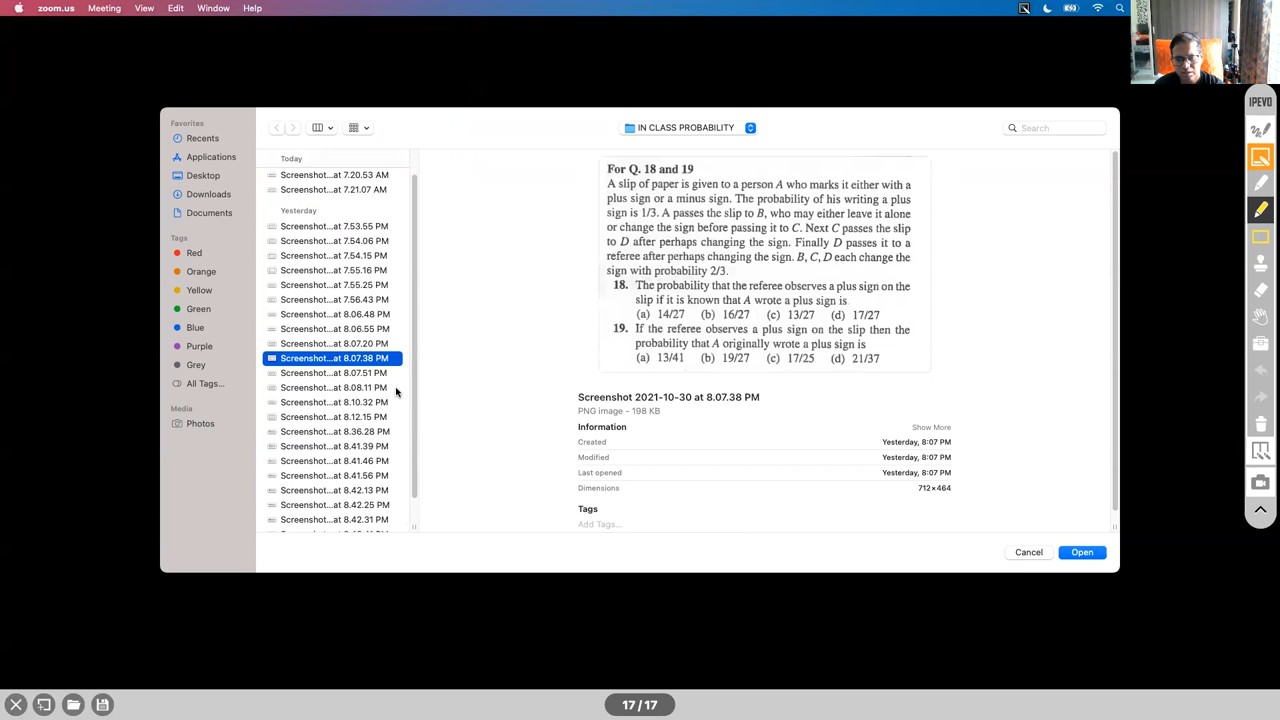 zoom.us Meeting View Edit Window Help
IPEVO
Favorites
Recents
Applications
Desktop
Downloads
Documents
Tags
Red
Orange
Yellow
Green
Blue
Purple
Grey
All Tags...
Media
Photos
IN CLASS PROBABILITY
Search
Today
Screenshot...at 7.20.53 AM
Screenshot...at 7.21.07 AM
Yesterday
Screenshot...at 7.53.55 PM
Screenshot...at 7.54.06 PM
Screenshot...at 7.54.15 PM
Screenshot...at 7.55.16 PM
Screenshot...at 7.55.25 PM
Screenshot...at 7.56.43 PM
Screenshot...at 8.06.48 PM
Screenshot...at 8.06.55 PM
Screenshot...at 8.07.20 PM
Screenshot...at 8.07.38 PM
Screenshot...at 8.07.51 PM
Screenshot...at 8.08.11 PM
Screenshot...at 8.10.32 PM
Screenshot...at 8.12.15 PM
Screenshot...at 8.36.28 PM
Screenshot...at 8.41.39 PM
Screenshot...at 8.41.46 PM
Screenshot...at 8.41.56 PM
Screenshot...at 8.42.13 PM
Screenshot...at 8.42.25 PM
Screenshot...at 8.42.31 PM
For Q. 18 and 19
A slip of paper is given to a person A who marks it either with a
plus sign or a minus sign. The probability of his writing a plus
sign is 1/3. A passes the slip to B, who may either leave it alone
or change the sign before passing it to C. Next C passes the slip
to D after perhaps changing the sign. Finally D passes it to a
referee after perhaps changing the sign. B, C, D each change the
sign with probability 2/3.
18. The probability that the referee observes a plus sign on the
slip if it is known that A wrote a plus sign is
(a) 14/27 (b) 16/27 (c) 13/27 (d) 17/27
19. If the referee observes a plus sign on the slip then the
probability that A originally wrote a plus sign is
(a) 13/41 (b) 19/27 (c) 17/25 (d) 21/37
Screenshot 2021-10-30 at 8.07.38 PM
PNG image - 198 KB
Information Show More
Created Yesterday, 8:07 PM
Modified Yesterday, 8:07 PM
Last opened Yesterday, 8:07 PM
Dimensions 712×464
Tags
Add Tags...
Cancel Open
17 / 17